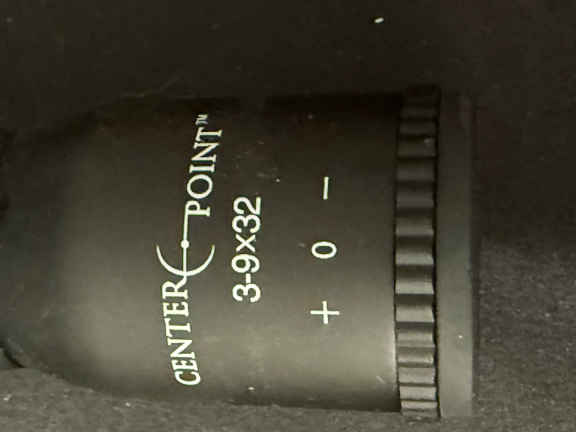 CENTER POINT™
3-9x32
+ 0 −